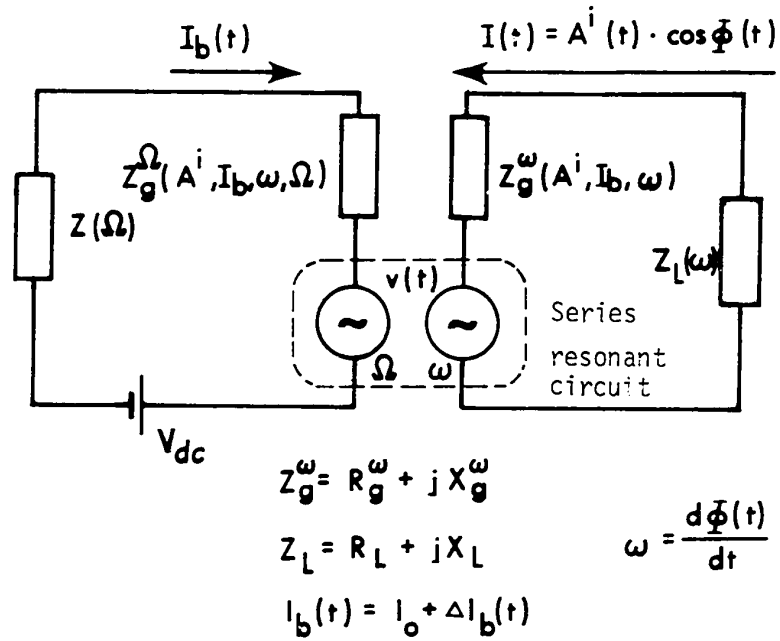 I_b(t)
I(t) = A^i(t) · cosΦ(t)
Z_g^Ω(A^i, I_b, ω, Ω)
Z_g^ω(A^i, I_b, ω)
Z(Ω)
Z_L(ω)
v(t)
~ ~
Ω ω
Series
resonant
circuit
V_dc
Z_g^ω = R_g^ω + j X_g^ω
Z_L = R_L + jX_L
ω = dΦ(t)/dt
I_b(t) = I_o + ΔI_b(t)